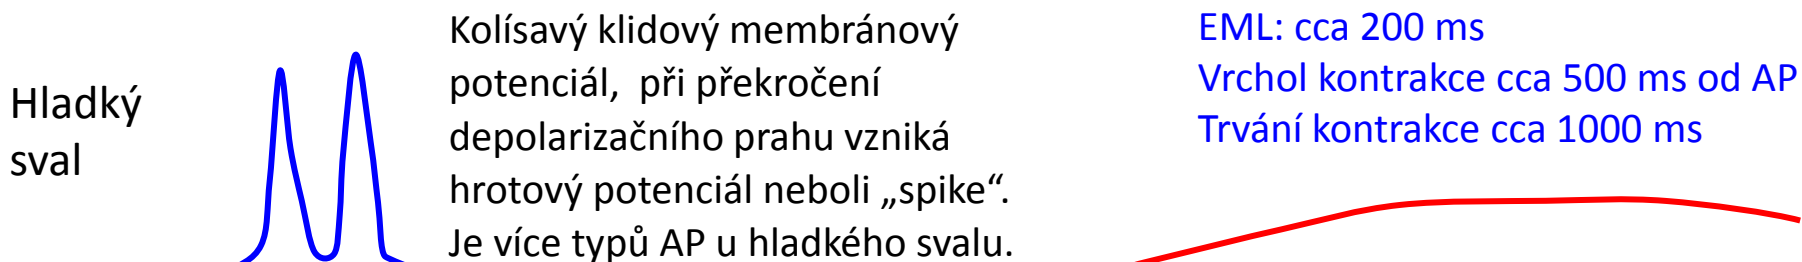 Hladký
sval
Kolísavý klidový membránový
potenciál, při překročení
depolarizačního prahu vzniká
hrotový potenciál neboli „spike“.
Je více typů AP u hladkého svalu.
EML: cca 200 ms
Vrchol kontrakce cca 500 ms od AP
Trvání kontrakce cca 1000 ms